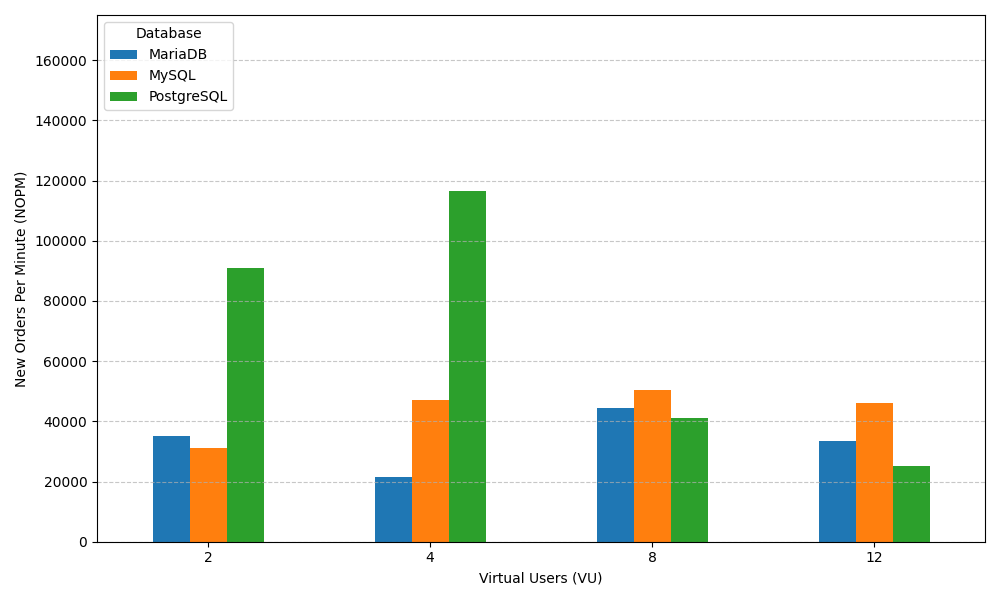 Database
MariaDB
MySQL
PostgreSQL
160000
140000
120000
100000
80000
60000
40000
20000
0
New Orders Per Minute (NOPM)
2
4
8
12
Virtual Users (VU)